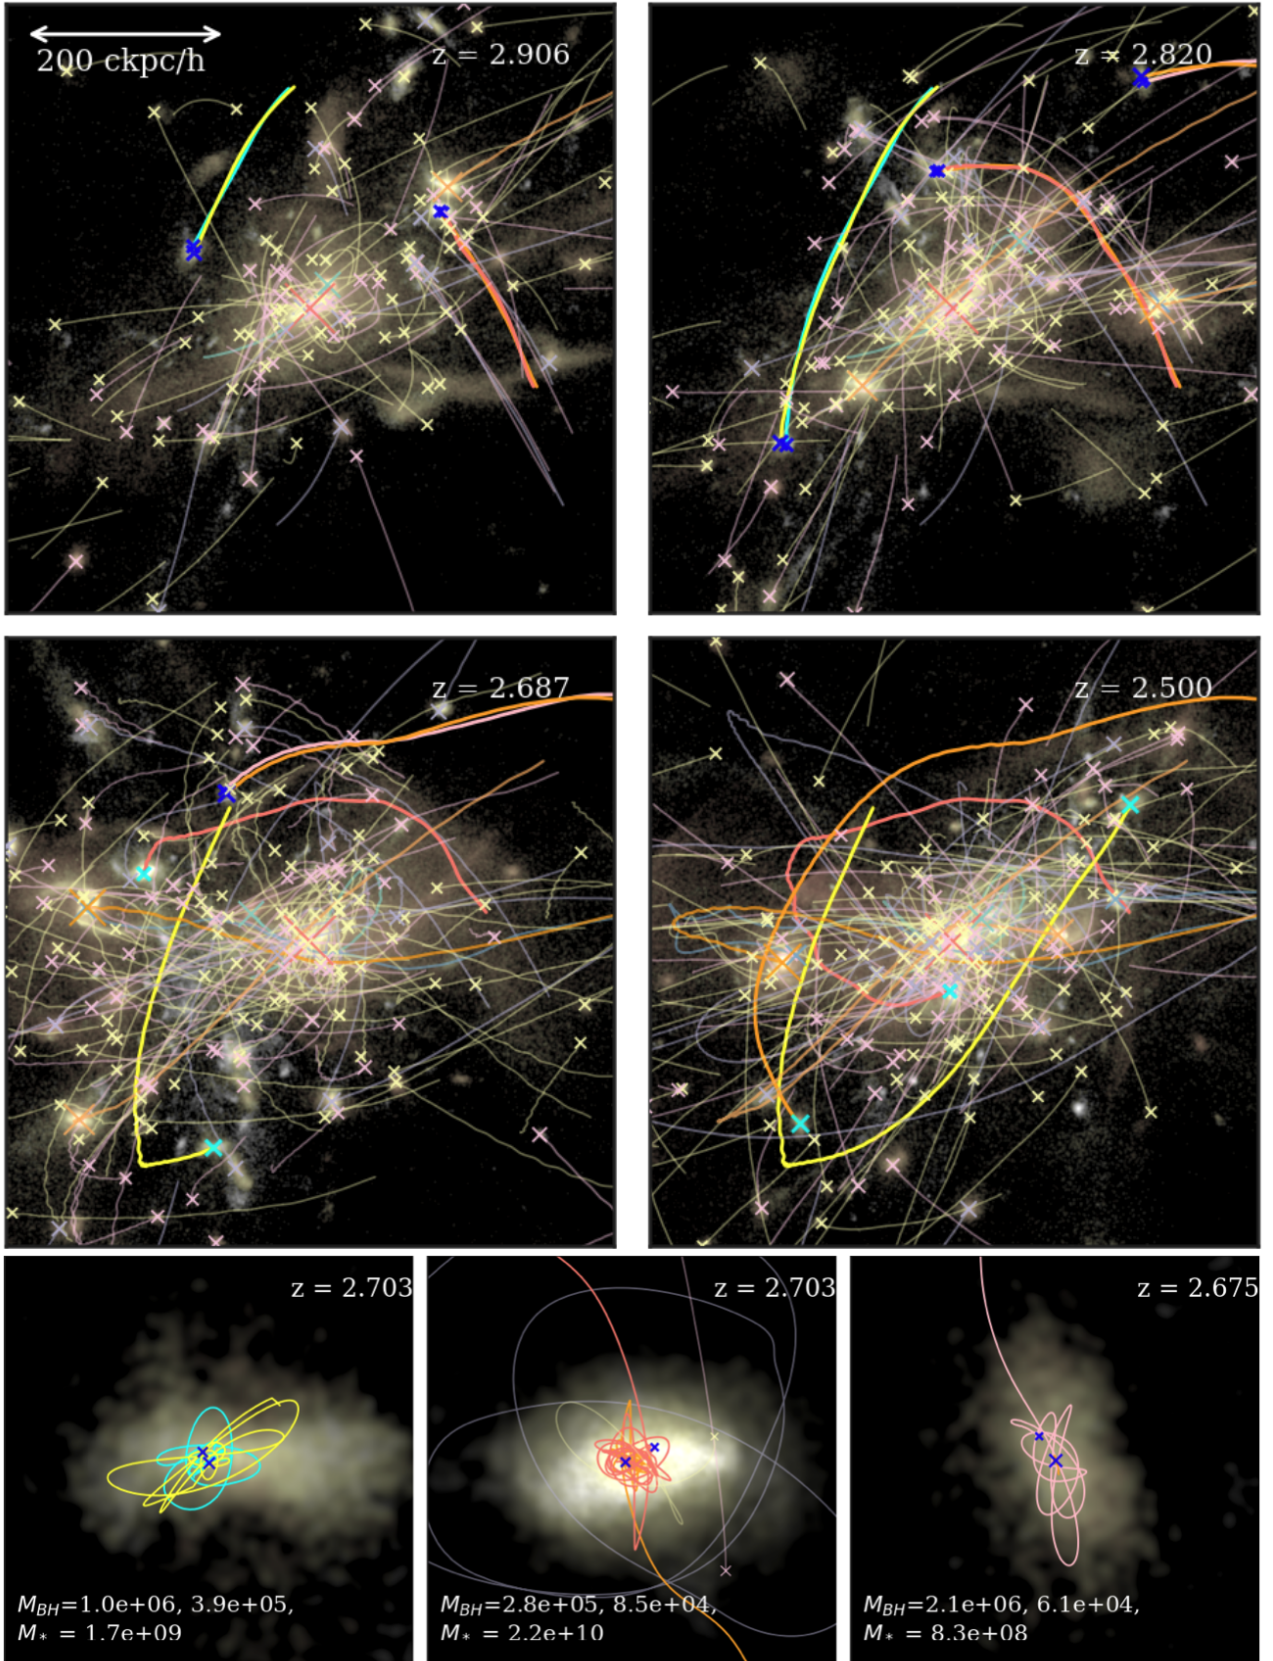 200 ckpc/h
z = 2.906
z = 2.820
z = 2.687
z = 2.500
z = 2.703
M_BH=1.0e+06, 3.9e+05,
M_* = 1.7e+09
z = 2.703
M_BH=2.8e+05, 8.5e+04,
M_* = 2.2e+10
z = 2.675
M_BH=2.1e+06, 6.1e+04,
M_* = 8.3e+08